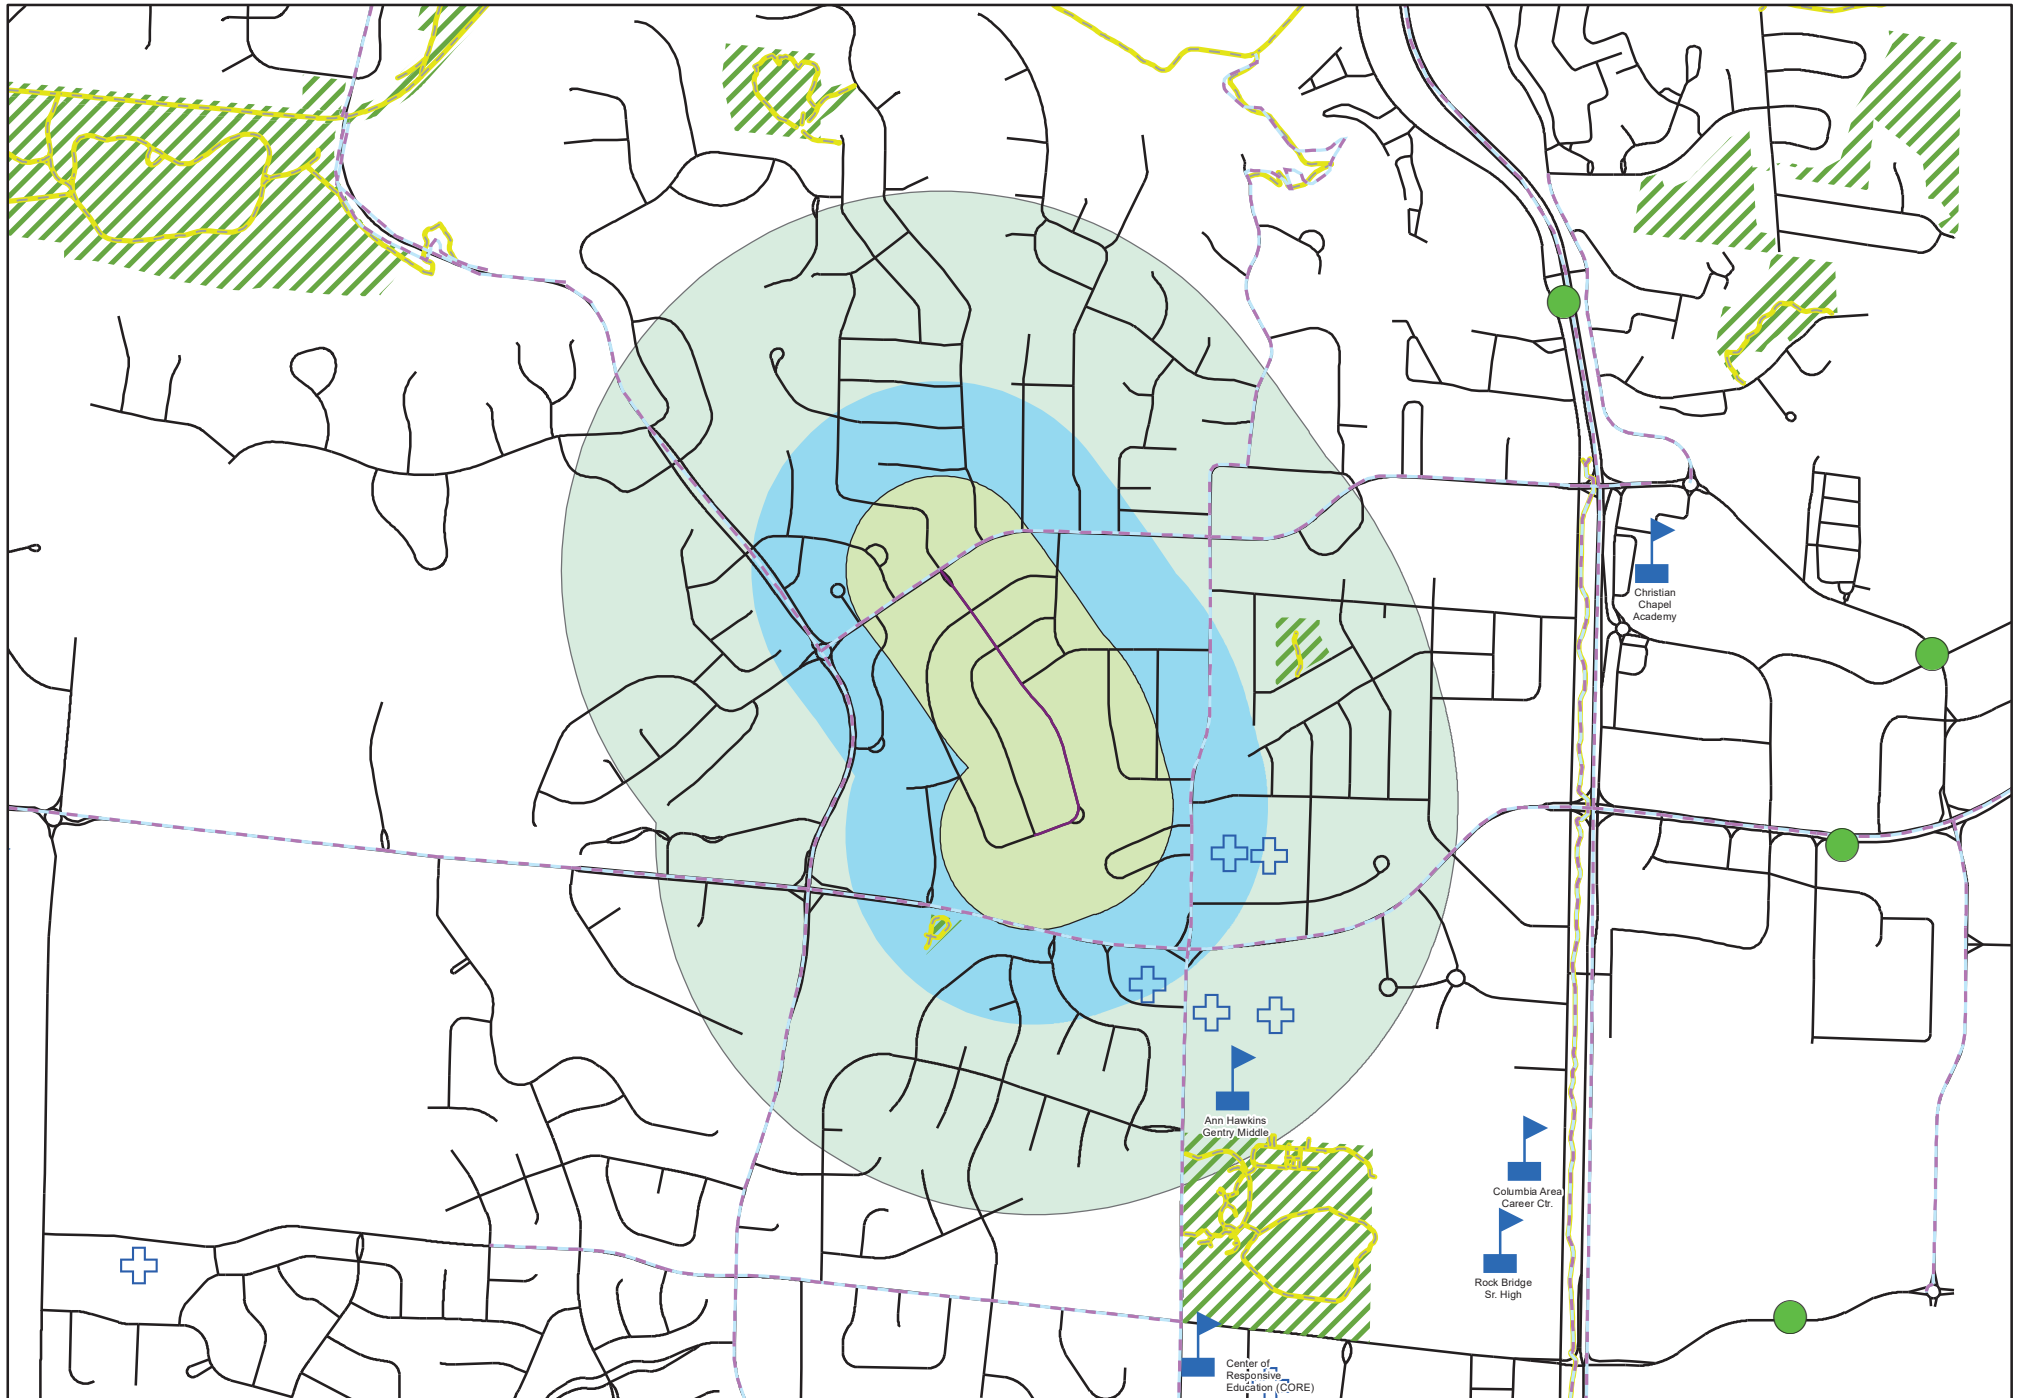 Christian
Chapel
Academy
Ann Hawkins
Gentry Middle
Columbia Area
Career Ctr.
Rock Bridge
Sr. High
Center of
Responsive
Education (CORE)